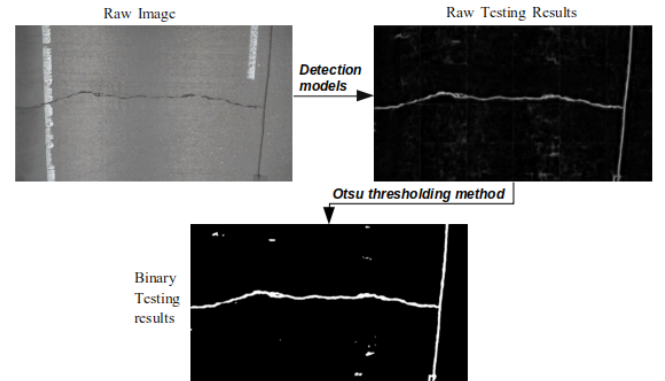 Raw Image
Raw Testing Results
Detection
models
Otsu thresholding method
Binary
Testing
results